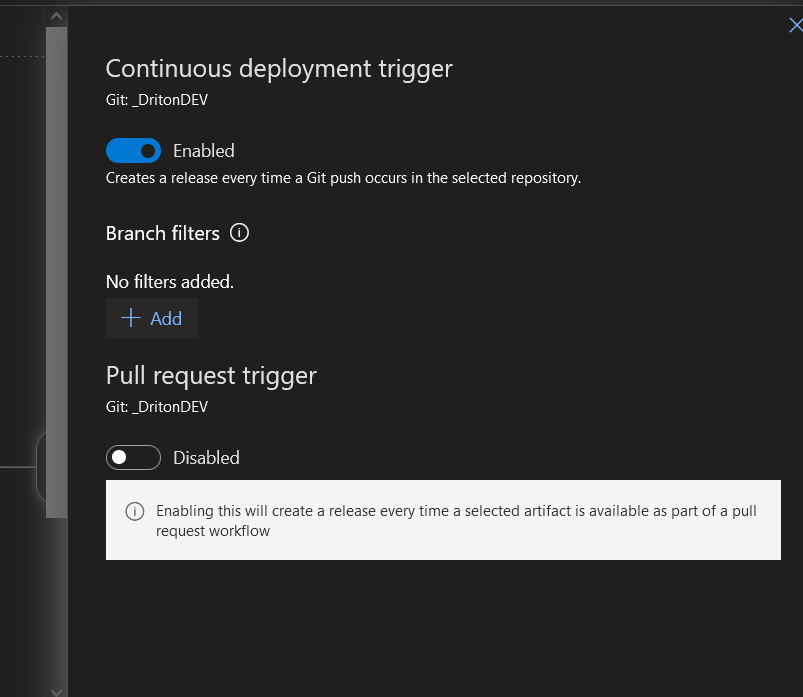 Continuous deployment trigger
Git: _DritonDEV
Enabled
Creates a release every time a Git push occurs in the selected repository.
Branch filters
No filters added.
Add
Pull request trigger
Git: _DritonDEV
Disabled
Enabling this will create a release every time a selected artifact is available as part of a pull
request workflow